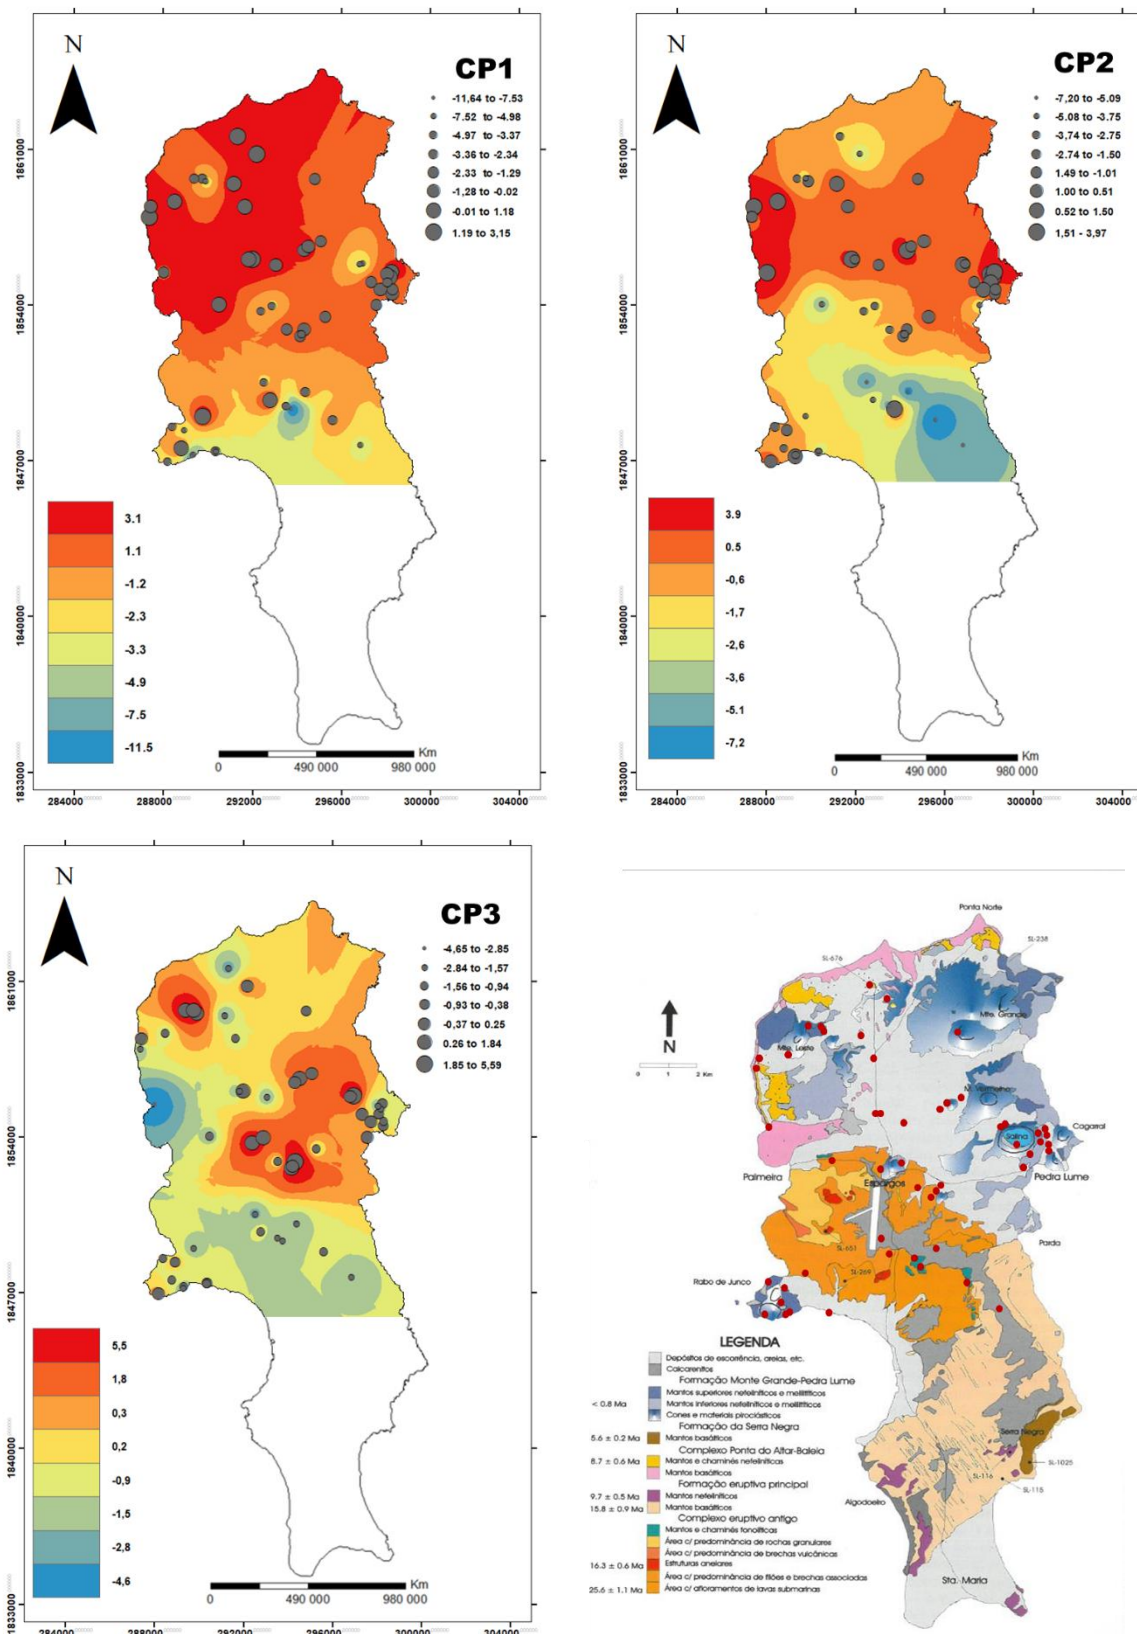 N
CP1
-11,64 to -7.53
-7.52 to -4.98
-4.97 to -3.37
-3.36 to -2.34
-2.33 to -1.29
-1,28 to -0.02
-0.01 to 1.18
1.19 to 3,15
1861000
1854000
1847000
1840000
1833000
3.1
1.1
-1.2
-2.3
-3.3
-4.9
-7.5
-11.5
Km
0 490 000 980 000
284000 288000 292000 296000 300000 304000
N
CP2
-7,20 to -5.09
-5.08 to -3.75
-3,74 to -2.75
-2.74 to -1.50
1.49 to -1.01
1.00 to 0.51
0.52 to 1.50
1,51 - 3,97
1861000
1854000
1847000
1840000
1833000
3.9
0.5
-0,6
-1,7
-2,6
-3,6
-5.1
-7,2
Km
0 490 000 980 000
284000 288000 292000 296000 300000 304000
N
CP3
-4,65 to -2.85
-2.84 to -1,57
-1.56 to -0,94
-0,93 to -0,38
-0,37 to 0.25
0.26 to 1.84
1.85 to 5,59
1861000
1854000
1847000
1840000
1833000
5,5
1,8
0,3
0,2
-0,9
-1,5
-2,8
-4,6
Km
0 490 000 980 000
284000 288000 292000 296000 300000 304000
Ponta Norte
SL-238
SL-676
Mte. Grande
N
Mte. Leste
0 1 2 Km
M. Vermelho
Cagarral
Salina
Palmeira
Espargos
Pedra Lume
Parda
SL-651
Rabo de Junco
SL-269
LEGENDA
Depósitos de escorrência, areias, etc.
Calcarenitos
Formação Monte Grande-Pedra Lume
Mantos superiores nefeliníticos e melilíticos
< 0.8 Ma Mantos inferiores nefeliníticos e melilíticos
Cones e materiais piroclásticos
Formação da Serra Negra
5.6 ± 0.2 Ma Mantos basálticos
Complexo Ponta do Altar-Baleia
8.7 ± 0.6 Ma Mantos e chaminés nefeliníticas
Mantos basálticos
Formação eruptiva principal
9.7 ± 0.5 Ma Mantos nefeliníticos
15.8 ± 0.9 Ma Mantos basálticos
Complexo eruptivo antigo
Mantos e chaminés fonolíticas
Área c/ predominância de rochas granulares
Área c/ predominância de brechas vulcânicas
16.3 ± 0.6 Ma Estruturas anelares
Área c/ predominância de filões e brechas associadas
25.6 ± 1.1 Ma Área c/ afloramentos de lavas submarinas
Serra Negra
SL-1025
SL-116
SL-115
Algodoeiro
Sta. Maria